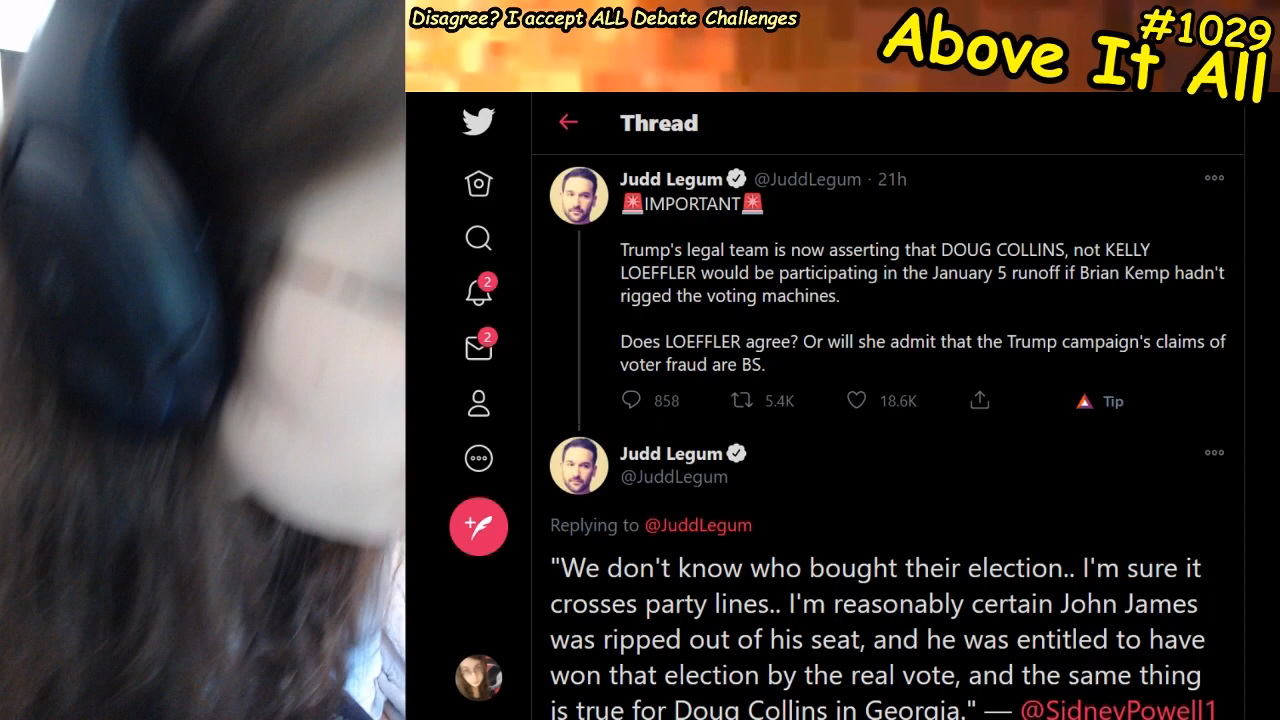 Disagree? I accept ALL Debate Challenges
#1029
Above It All
Thread
Judd Legum @JuddLegum · 21h
🚨IMPORTANT🚨
Trump's legal team is now asserting that DOUG COLLINS, not KELLY
LOEFFLER would be participating in the January 5 runoff if Brian Kemp hadn't
rigged the voting machines.
Does LOEFFLER agree? Or will she admit that the Trump campaign's claims of
voter fraud are BS.
858 5.4K 18.6K Tip
2
2
Judd Legum
@JuddLegum
Replying to @JuddLegum
"We don't know who bought their election.. I'm sure it
crosses party lines.. I'm reasonably certain John James
was ripped out of his seat, and he was entitled to have
won that election by the real vote, and the same thing
is true for Doug Collins in Georgia." — @SidneyPowell1